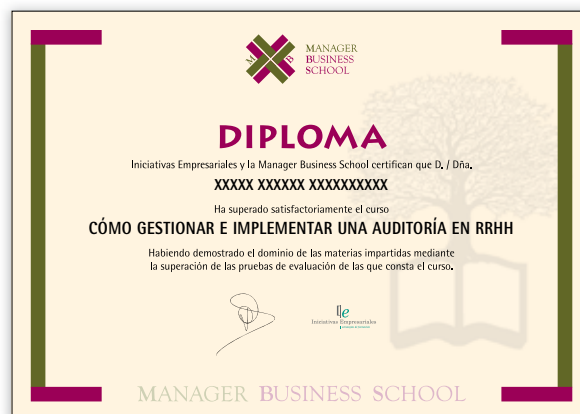 M B
MANAGER
BUSINESS
SCHOOL
DIPLOMA
Iniciativas Empresariales y la Manager Business School certifican que D. / Dña.
XXXXX XXXXXX XXXXXXXXXX
Ha superado satisfactoriamente el curso
CÓMO GESTIONAR E IMPLEMENTAR UNA AUDITORÍA EN RRHH
Habiendo demostrado el dominio de las materias impartidas mediante
la superación de las pruebas de evaluación de las que consta el curso.
Iniciativas Empresariales
MANAGER BUSINESS SCHOOL